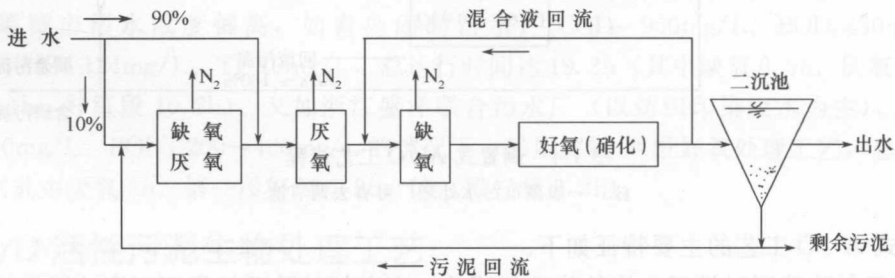 90%
混合液回流
进水
N₂
N₂
N₂
二沉池
10%
缺氧
厌氧
厌氧
缺氧
好氧(硝化)
出水
剩余污泥
污泥回流